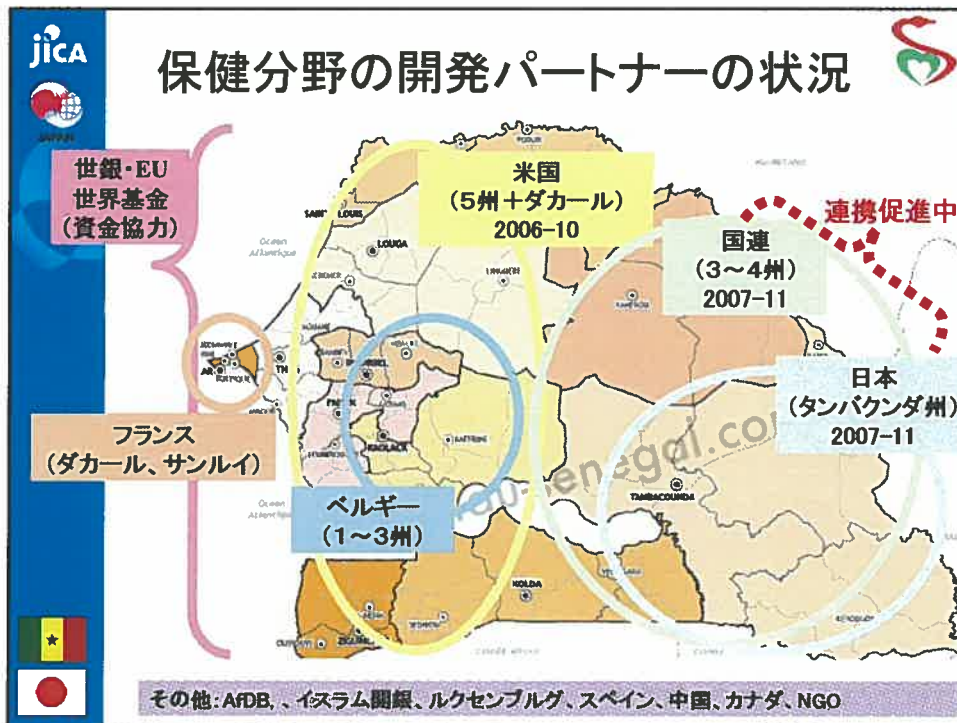 jiCA
JAPAN
保健分野の開発パートナーの状況
世銀・EU
世界基金
(資金協力)
米国
(5州+ダカール)
2006-10
国連
(3~4州)
2007-11
連携促進中
日本
(タンバクンダ州)
2007-11
フランス
(ダカール、サンルイ)
ベルギー
(1~3州)
SAINT LOUIS
LOUGA
Ocean
Atlantique
KAOLACK
KAFFRINE
TAMBACOUNDA
KOLDA
Ocean
Atlantique
その他:AfDB, 、イスラム開銀、ルクセンブルグ、スペイン、中国、カナダ、NGO